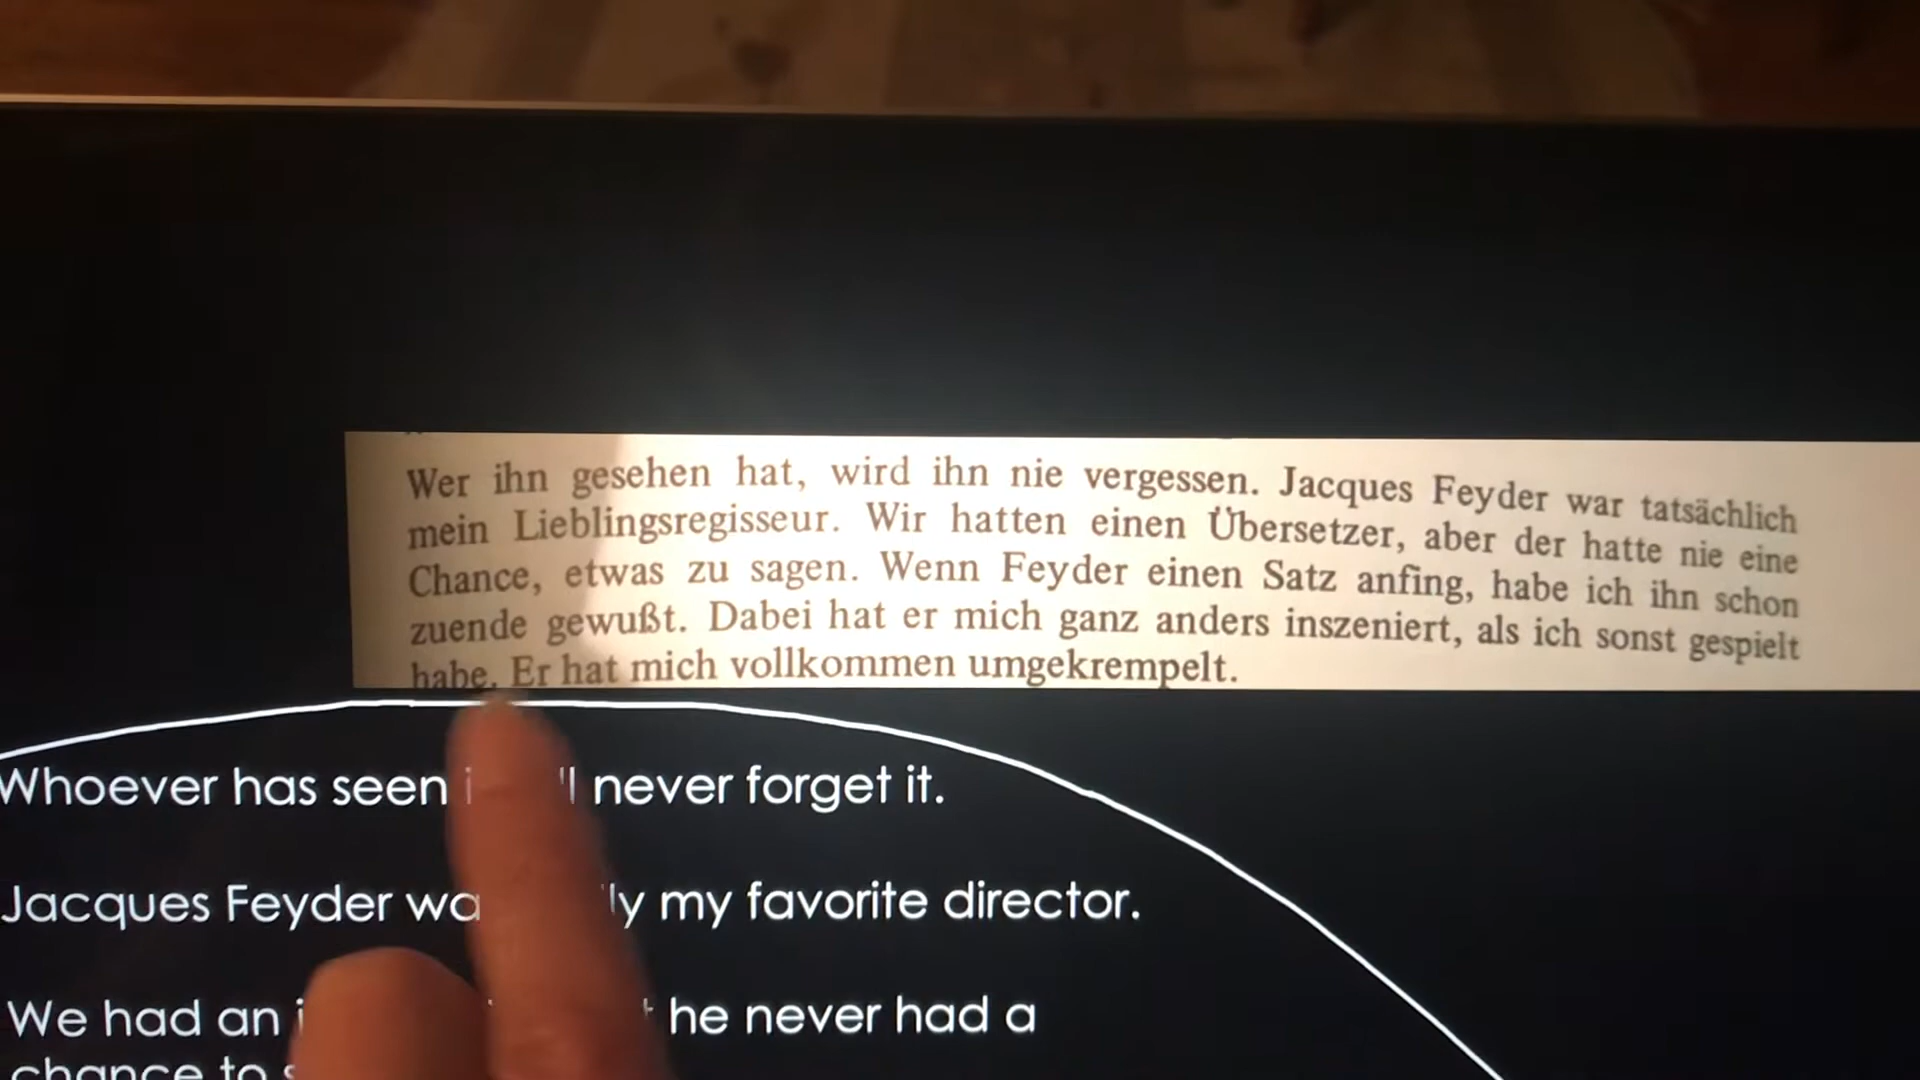 Wer ihn gesehen hat, wird ihn nie vergessen. Jacques Feyder war tatsächlich
mein Lieblingsregisseur. Wir hatten einen Übersetzer, aber der hatte nie eine
Chance, etwas zu sagen. Wenn Feyder einen Satz anfing, habe ich ihn schon
zuende gewußt. Dabei hat er mich ganz anders inszeniert, als ich sonst gespielt
habe. Er hat mich vollkommen umgekrempelt.
Whoever has seen never forget it.
Jacques Feyder my favorite director.
We had an he never had a
chance to